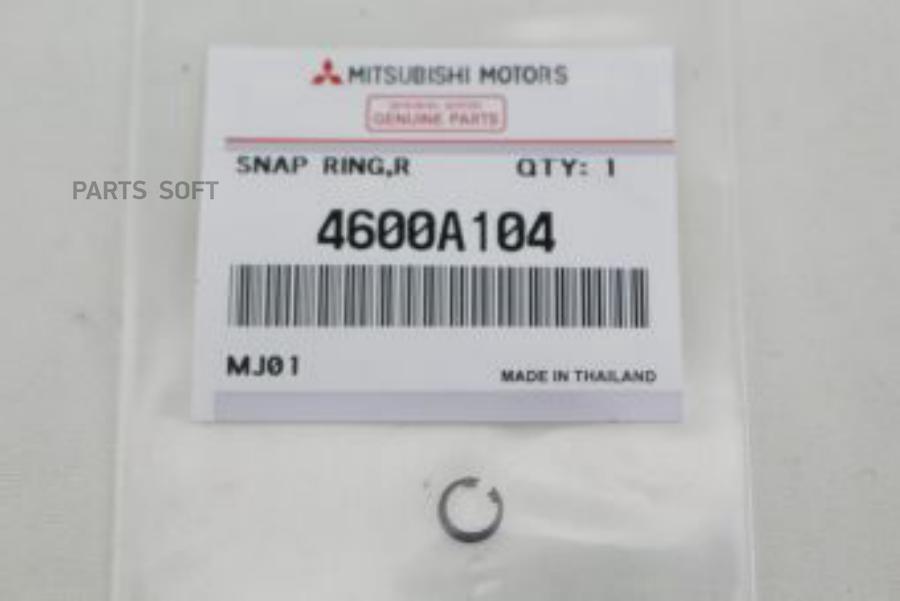 MITSUBISHI MOTORS
GENUINE PARTS
SNAP RING,R QTY: 1
PARTS SOFT
4600A104
MJ01
MADE IN THAILAND